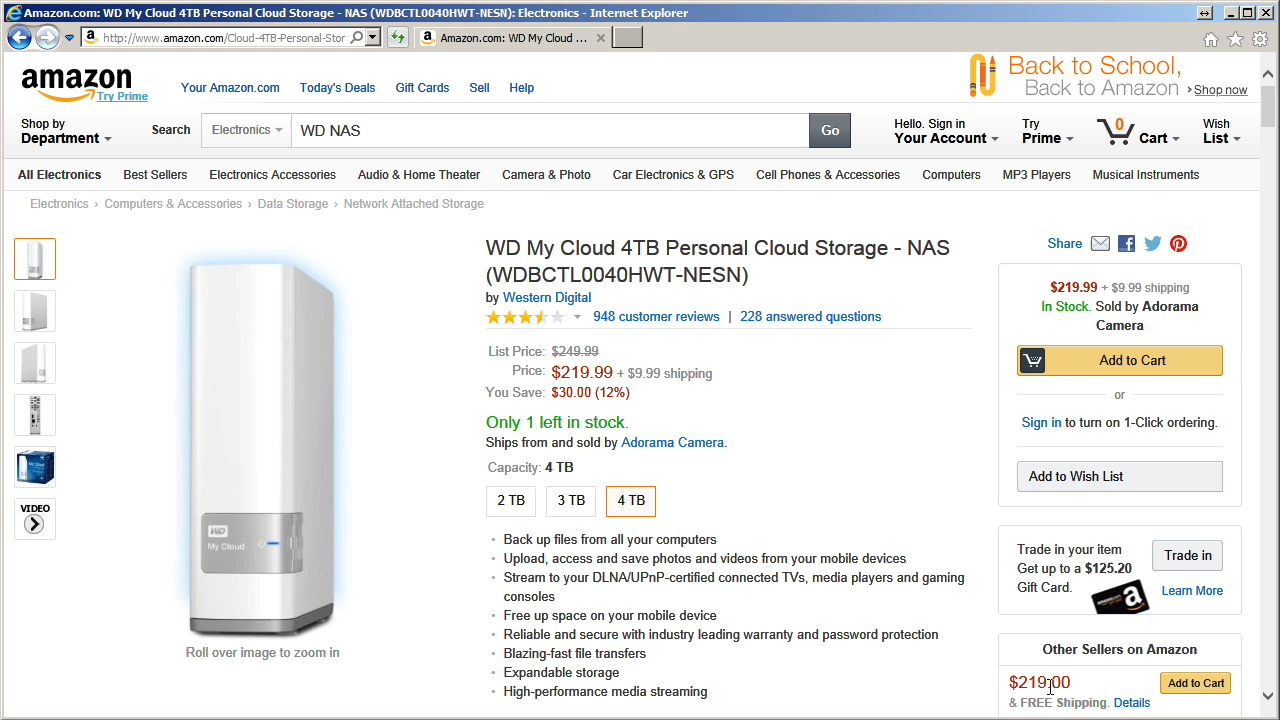 Amazon.com: WD My Cloud 4TB Personal Cloud Storage - NAS (WDBCTL0040HWT-NESN): Electronics - Internet Explorer
http://www.amazon.com/Cloud-4TB-Personal-Stor
Amazon.com: WD My Cloud ...
amazon
Try Prime
Your Amazon.com
Today's Deals
Gift Cards
Sell
Help
Back to School,
Back to Amazon
Shop now
Shop by
Department
Search
Electronics
WD NAS
Go
Hello. Sign in
Your Account
Try
Prime
0
Cart
Wish
List
All Electronics
Best Sellers
Electronics Accessories
Audio & Home Theater
Camera & Photo
Car Electronics & GPS
Cell Phones & Accessories
Computers
MP3 Players
Musical Instruments
Electronics › Computers & Accessories › Data Storage › Network Attached Storage
VIDEO
WD
My Cloud
Roll over image to zoom in
WD My Cloud 4TB Personal Cloud Storage - NAS
(WDBCTL0040HWT-NESN)
by Western Digital
948 customer reviews | 228 answered questions
List Price: $249.99
Price: $219.99 + $9.99 shipping
You Save: $30.00 (12%)
Only 1 left in stock.
Ships from and sold by Adorama Camera.
Capacity: 4 TB
2 TB
3 TB
4 TB
Back up files from all your computers
Upload, access and save photos and videos from your mobile devices
Stream to your DLNA/UPnP-certified connected TVs, media players and gaming
consoles
Free up space on your mobile device
Reliable and secure with industry leading warranty and password protection
Blazing-fast file transfers
Expandable storage
High-performance media streaming
Share
$219.99 + $9.99 shipping
In Stock. Sold by Adorama
Camera
Add to Cart
or
Sign in to turn on 1-Click ordering.
Add to Wish List
Trade in your item
Get up to a $125.20
Gift Card.
Trade in
Learn More
Other Sellers on Amazon
$219.00
& FREE Shipping. Details
Add to Cart